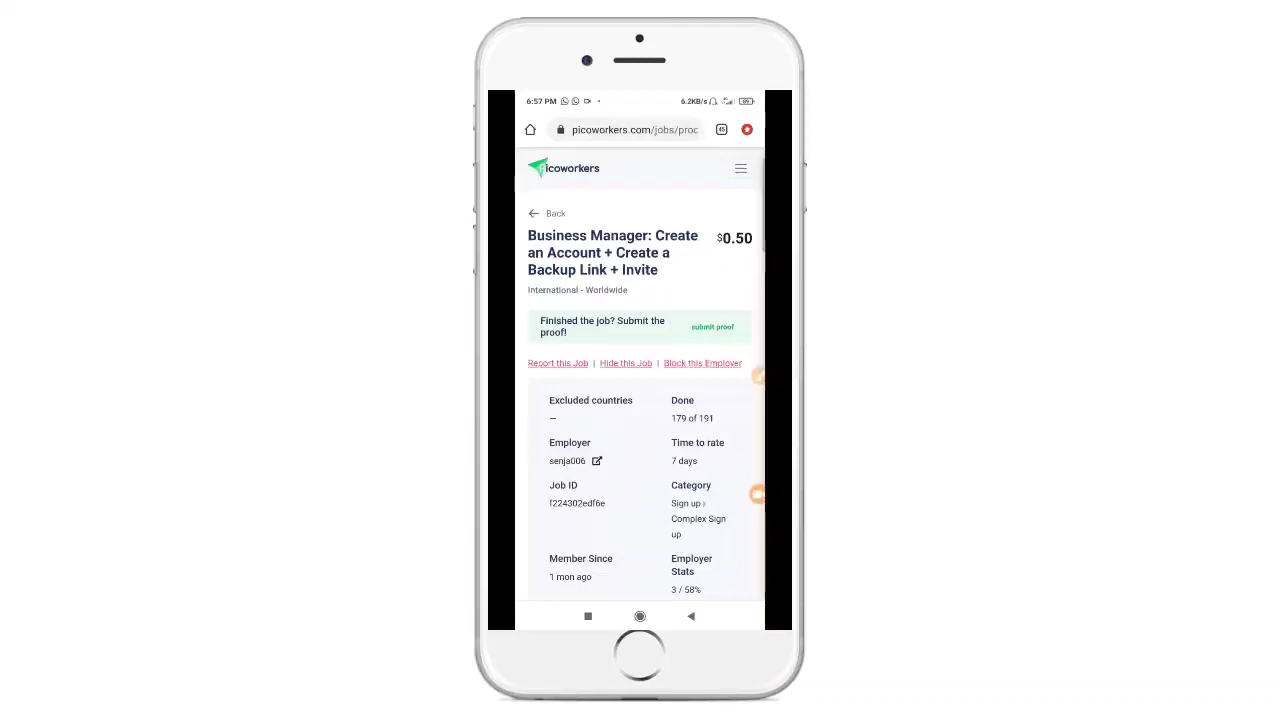 6:57 PM 6.2KB/s
picoworkers.com/jobs/proc 45
Picoworkers
Back
Business Manager: Create $0.50
an Account + Create a
Backup Link + Invite
International - Worldwide
Finished the job? Submit the
proof!
submit proof
Report this Job | Hide this Job | Block this Employer
Excluded countries
—
Done
179 of 191
Employer
senja006
Time to rate
7 days
Job ID
f224302edf6e
Category
Sign up ›
Complex Sign
up
Member Since
1 mon ago
Employer
Stats
3 / 58%